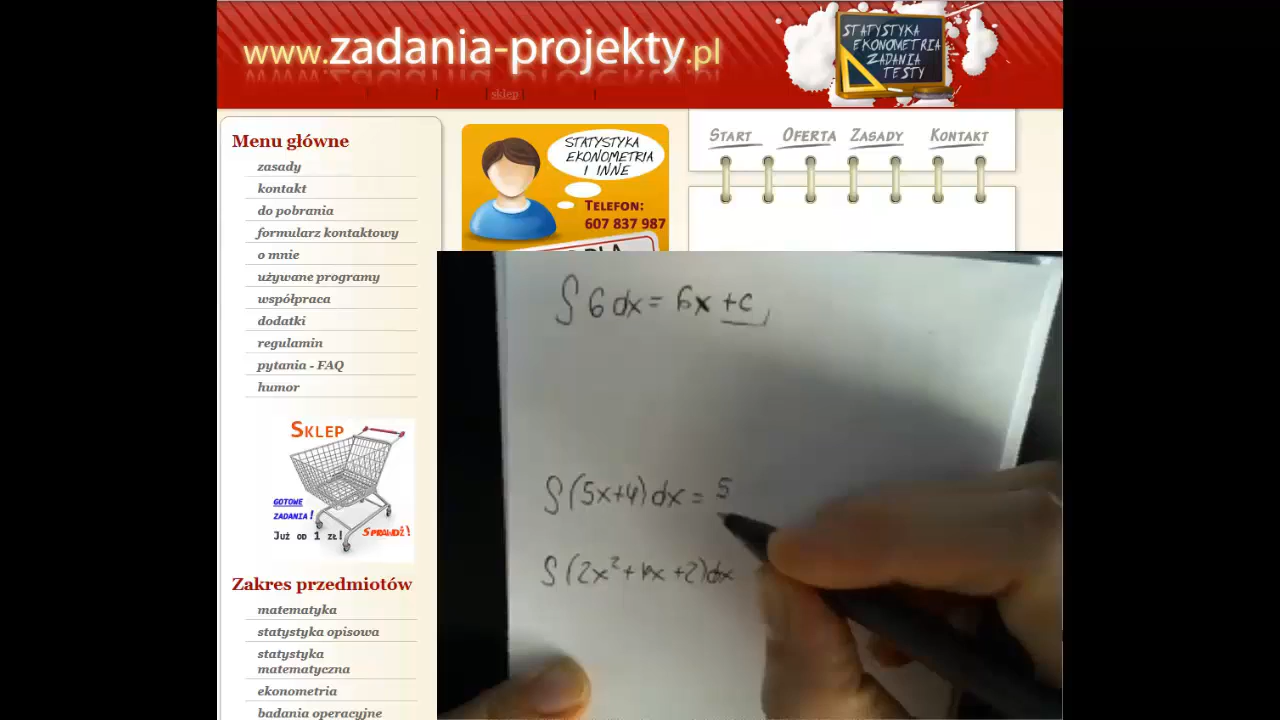 www.zadania-projekty.pl
STATYSTYKA
EKONOMETRIA
ZADANIA
TESTY
sklep
Menu główne
zasady
kontakt
do pobrania
formularz kontaktowy
o mnie
używane programy
współpraca
dodatki
regulamin
pytania - FAQ
humor
SKLEP
GOTOWE
ZADANIA!
JUŻ OD 1 ZŁ!
SPRAWDŹ!
Zakres przedmiotów
matematyka
statystyka opisowa
statystyka
matematyczna
ekonometria
badania operacyjne
STATYSTYKA
EKONOMETRIA
I INNE
TELEFON:
607 837 987
START OFERTA ZASADY KONTAKT
∫ 6 dx = 6x + c
∫ (5x+4) dx = 5
∫ (2x² + x + 2) dx